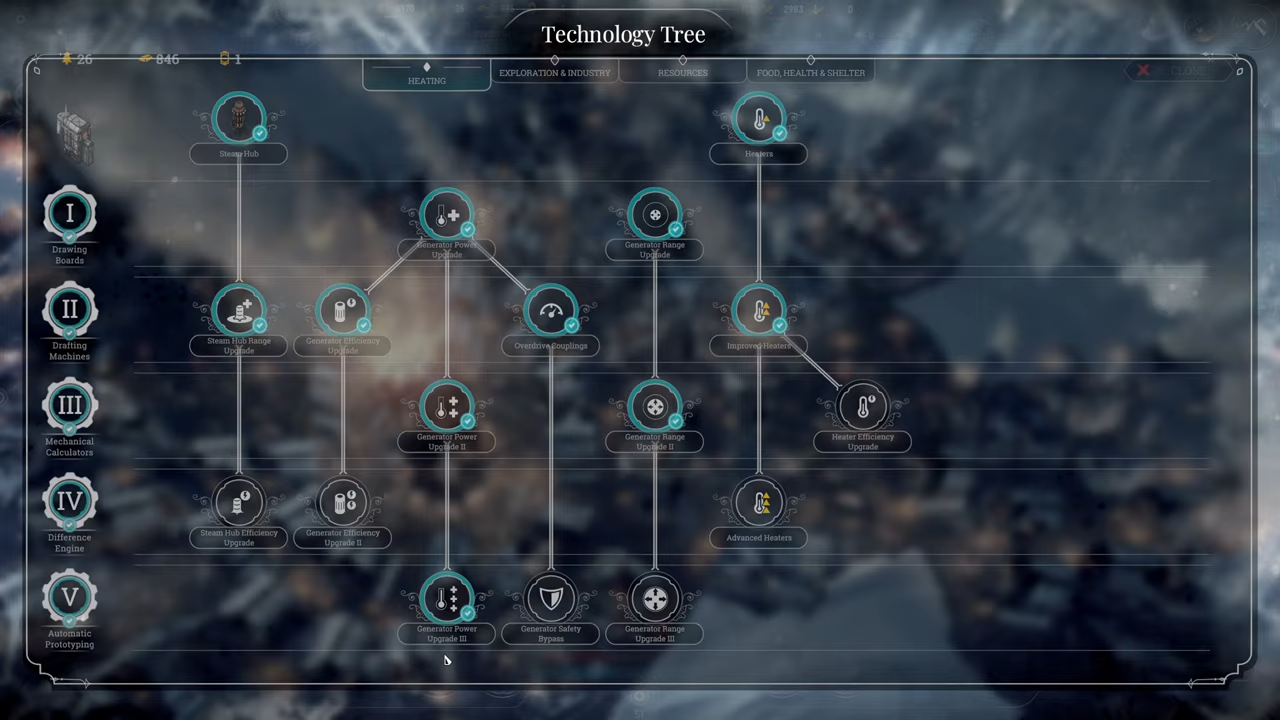 Technology Tree
26
846
1
HEATING
EXPLORATION & INDUSTRY
RESOURCES
FOOD, HEALTH & SHELTER
CLOSE
Steam Hub
Heaters
I
Drawing
Boards
Generator Power
Upgrade
Generator Range
Upgrade
II
Drafting
Machines
Steam Hub Range
Upgrade
Generator Efficiency
Upgrade
Overdrive Couplings
Improved Heaters
III
Mechanical
Calculators
Generator Power
Upgrade II
Generator Range
Upgrade II
Heater Efficiency
Upgrade
IV
Difference
Engine
Steam Hub Efficiency
Upgrade
Generator Efficiency
Upgrade II
Advanced Heaters
V
Automatic
Prototyping
Generator Power
Upgrade III
Generator Safety
Bypass
Generator Range
Upgrade III